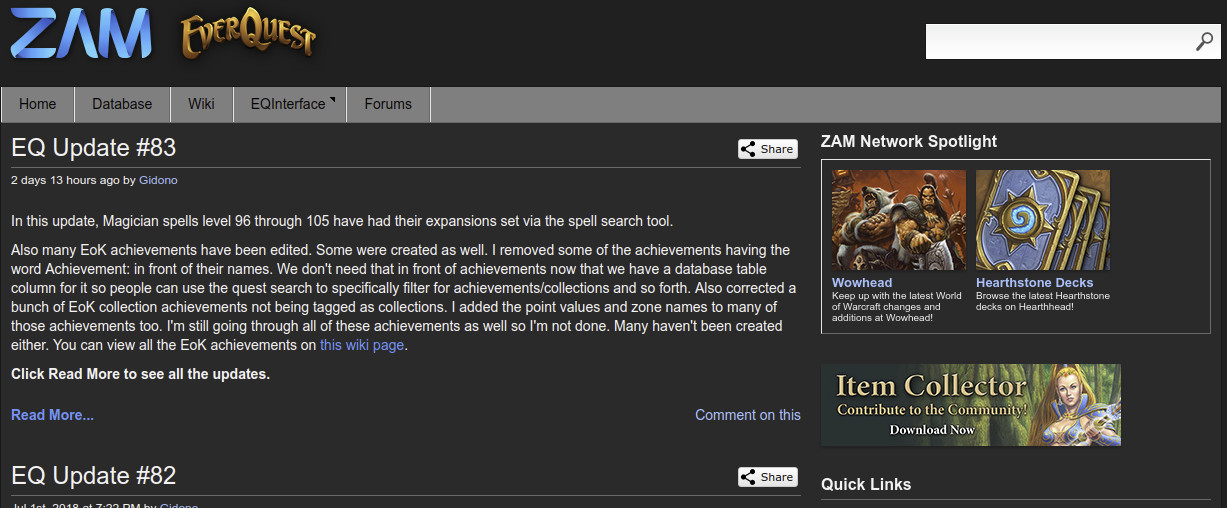 ZAM EVERQUEST
Home Database Wiki EQInterface Forums
EQ Update #83
Share
2 days 13 hours ago by Gidono
In this update, Magician spells level 96 through 105 have had their expansions set via the spell search tool.
Also many EoK achievements have been edited. Some were created as well. I removed some of the achievements having the
word Achievement: in front of their names. We don't need that in front of achievements now that we have a database table
column for it so people can use the quest search to specifically filter for achievements/collections and so forth. Also corrected a
bunch of EoK collection achievements not being tagged as collections. I added the point values and zone names to many of
those achievements too. I'm still going through all of these achievements as well so I'm not done. Many haven't been created
either. You can view all the EoK achievements on this wiki page.
Click Read More to see all the updates.
Read More...
Comment on this
EQ Update #82
Share
Jul 1st, 2018 at 7:22 PM by Gidono
ZAM Network Spotlight
Wowhead
Keep up with the latest World
of Warcraft changes and
additions at Wowhead!
Hearthstone Decks
Browse the latest Hearthstone
decks on Hearthhead!
Item Collector
Contribute to the Community!
Download Now
Quick Links